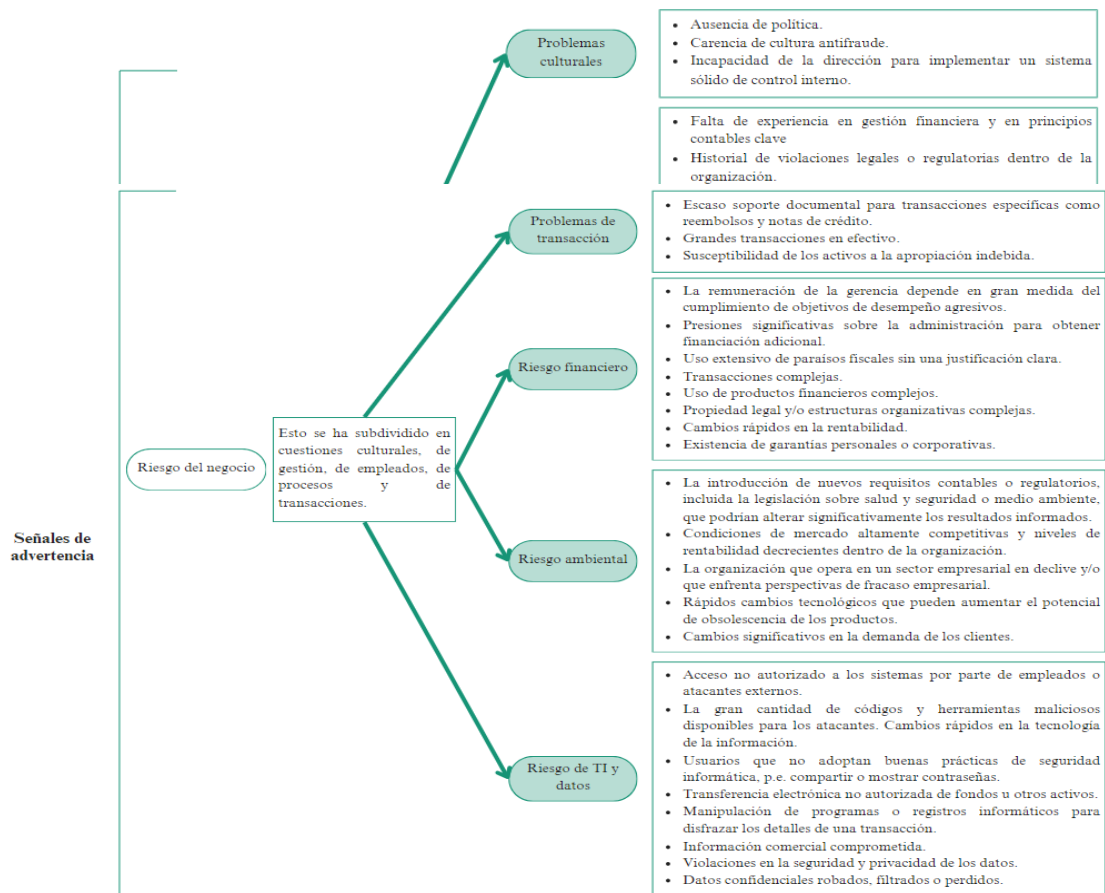 Problemas
culturales
• Ausencia de política.
• Carencia de cultura antifraude.
• Incapacidad de la dirección para implementar un sistema
sólido de control interno.
• Falta de experiencia en gestión financiera y en principios
contables clave
• Historial de violaciones legales o regulatorias dentro de la
organización.
Señales de
advertencia
Riesgo del negocio
Esto se ha subdividido en
cuestiones culturales, de
gestión, de empleados, de
procesos y de
transacciones.
Problemas de
transacción
• Escaso soporte documental para transacciones específicas como
reembolsos y notas de crédito.
• Grandes transacciones en efectivo.
• Susceptibilidad de los activos a la apropiación indebida.
Riesgo financiero
• La remuneración de la gerencia depende en gran medida del
cumplimiento de objetivos de desempeño agresivos.
• Presiones significativas sobre la administración para obtener
financiación adicional.
• Uso extensivo de paraísos fiscales sin una justificación clara.
• Transacciones complejas.
• Uso de productos financieros complejos.
• Propiedad legal y/o estructuras organizativas complejas.
• Cambios rápidos en la rentabilidad.
• Existencia de garantías personales o corporativas.
Riesgo ambiental
• La introducción de nuevos requisitos contables o regulatorios,
incluida la legislación sobre salud y seguridad o medio ambiente,
que podrían alterar significativamente los resultados informados.
• Condiciones de mercado altamente competitivas y niveles de
rentabilidad decrecientes dentro de la organización.
• La organización que opera en un sector empresarial en declive y/o
que enfrenta perspectivas de fracaso empresarial.
• Rápidos cambios tecnológicos que pueden aumentar el potencial
de obsolescencia de los productos.
• Cambios significativos en la demanda de los clientes.
Riesgo de TI y
datos
• Acceso no autorizado a los sistemas por parte de empleados o
atacantes externos.
• La gran cantidad de códigos y herramientas maliciosos
disponibles para los atacantes. Cambios rápidos en la tecnología
de la información.
• Usuarios que no adoptan buenas prácticas de seguridad
informática, p.e. compartir o mostrar contraseñas.
• Transferencia electrónica no autorizada de fondos u otros activos.
• Manipulación de programas o registros informáticos para
disfrazar los detalles de una transacción.
• Información comercial comprometida.
• Violaciones en la seguridad y privacidad de los datos.
• Datos confidenciales robados, filtrados o perdidos.